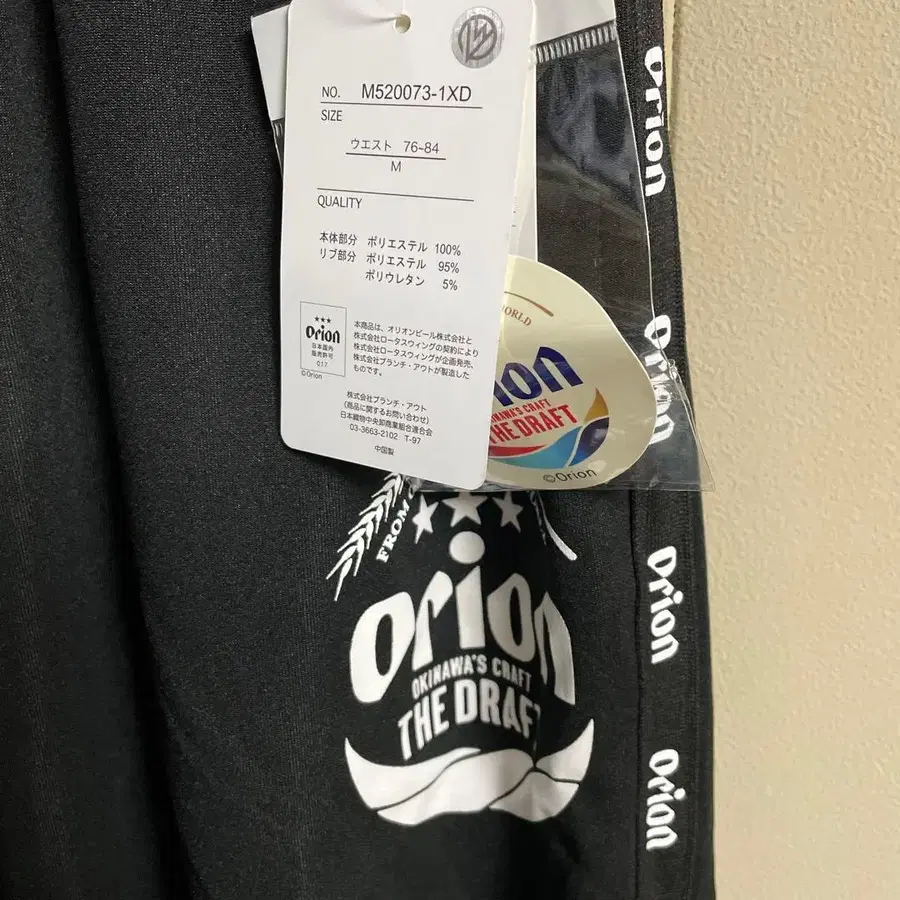 NO. M520073-1XD
SIZE
ウエスト 76~84
M
QUALITY
本体部分 ポリエステル 100%
リブ部分 ポリエステル 95%
ポリウレタン 5%
orion
日本国内
販売許可
017
©Orion
本商品は、オリオンビール株式会社と
株式会社ロータスウィングの契約により
株式会社ロータスウィングが企画発売、
株式会社ブランチ・アウトが製造した
ものです。
株式会社ブランチ・アウト
(商品に関するお問い合わせ)
日本織物中央卸商業組合連合会
03-3663-2102 T-97
中国製
CRAFT
THE DRAFT
©Orion
FROM
orion
OKINAWA'S CRAFT
THE DRAFT
orion
orion
orion
orion